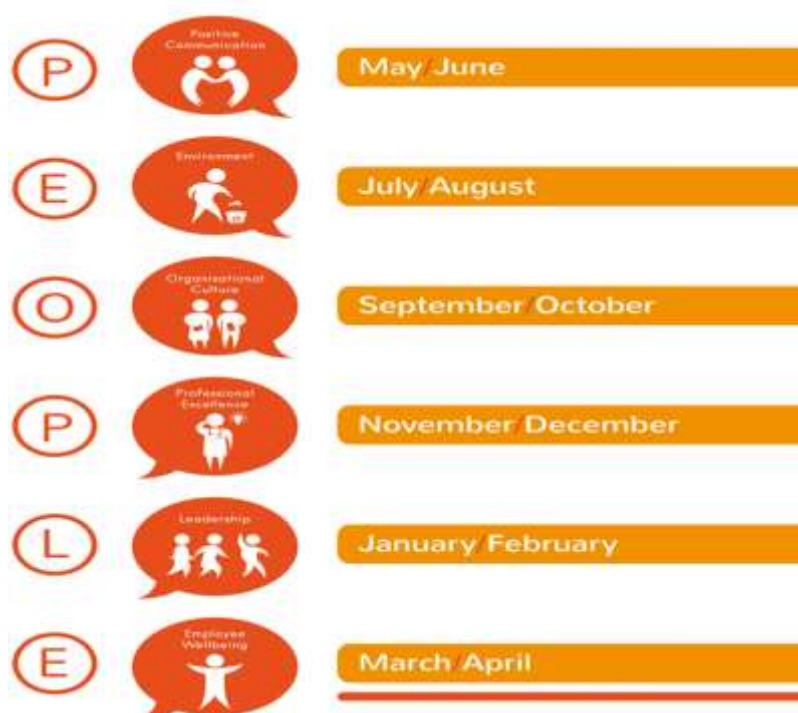 P
Positive
Communication
May/June
E
Environment
July/August
O
Organisational
Culture
September/October
P
Professional
Excellence
November/December
L
Leadership
January/February
E
Employee
Wellbeing
March/April